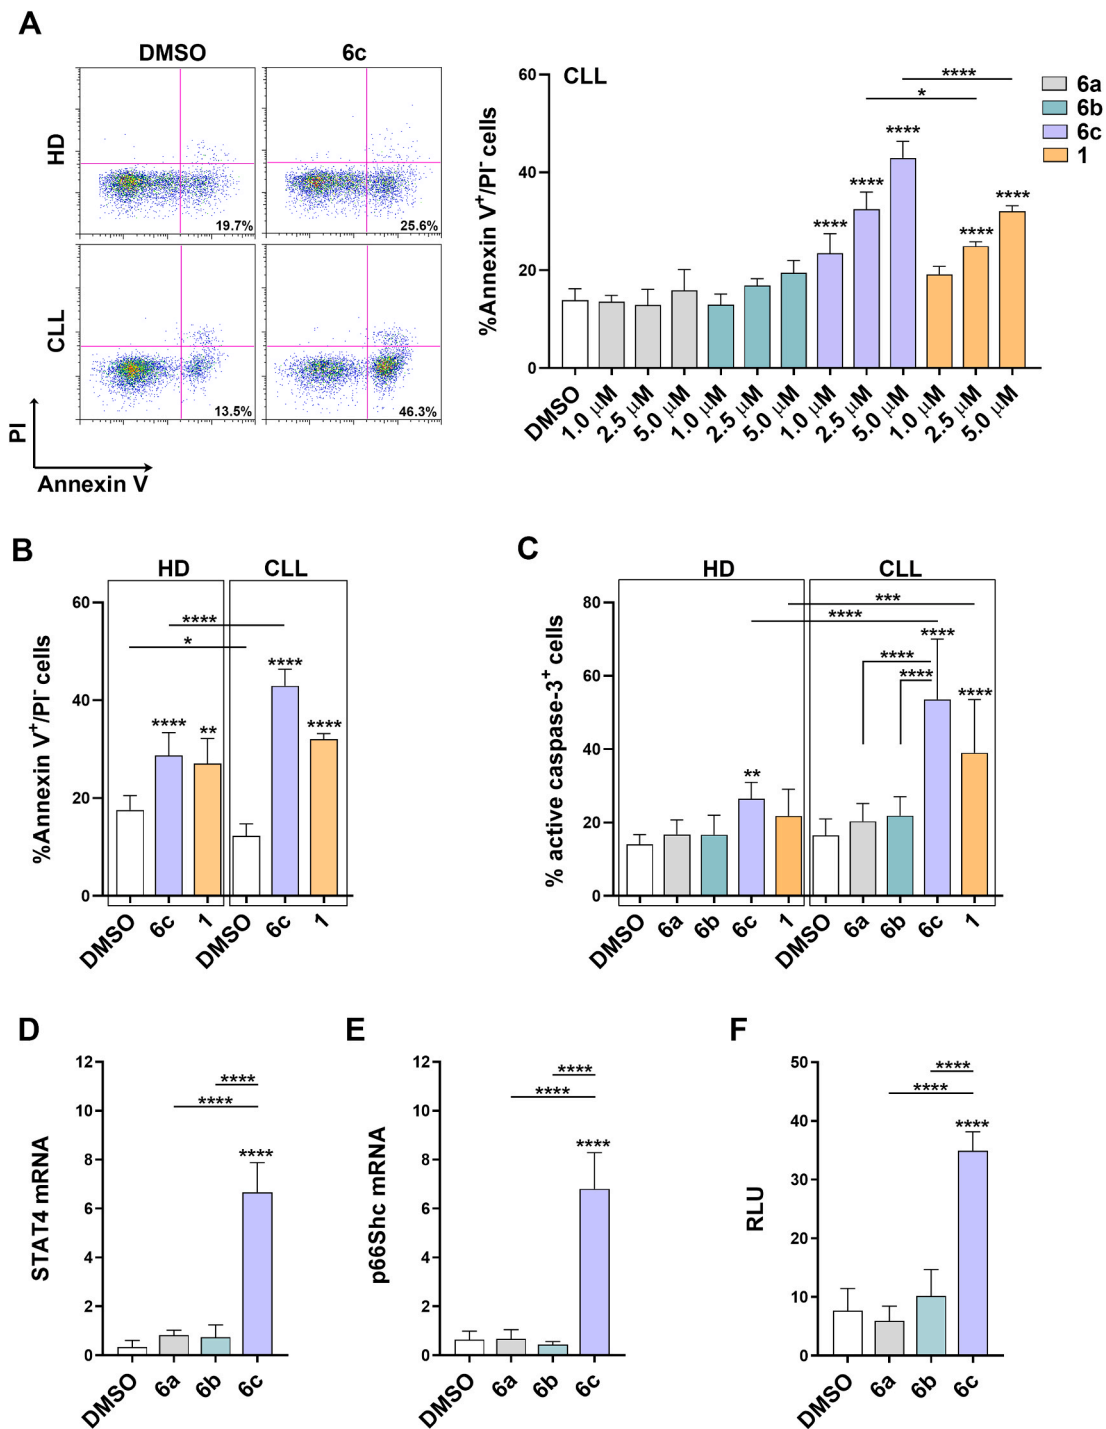 A
DMSO
6c
HD
19.7%
25.6%
CLL
13.5%
46.3%
PI
Annexin V
CLL
%Annexin V⁺/PI⁻ cells
60
40
20
0
****
*
****
****
****
****
****
DMSO
1.0 µM
2.5 µM
5.0 µM
1.0 µM
2.5 µM
5.0 µM
1.0 µM
2.5 µM
5.0 µM
1.0 µM
2.5 µM
5.0 µM
6a
6b
6c
1
B
HD
CLL
%Annexin V⁺/PI⁻ cells
60
40
20
0
****
*
****
**
****
****
DMSO
6c
1
DMSO
6c
1
C
HD
CLL
% active caspase-3⁺ cells
80
60
40
20
0
***
****
****
****
****
****
**
DMSO
6a
6b
6c
1
DMSO
6a
6b
6c
1
D
STAT4 mRNA
12
10
8
6
4
2
0
****
****
****
DMSO
6a
6b
6c
E
p66Shc mRNA
12
10
8
6
4
2
0
****
****
****
DMSO
6a
6b
6c
F
RLU
50
40
30
20
10
0
****
****
****
DMSO
6a
6b
6c